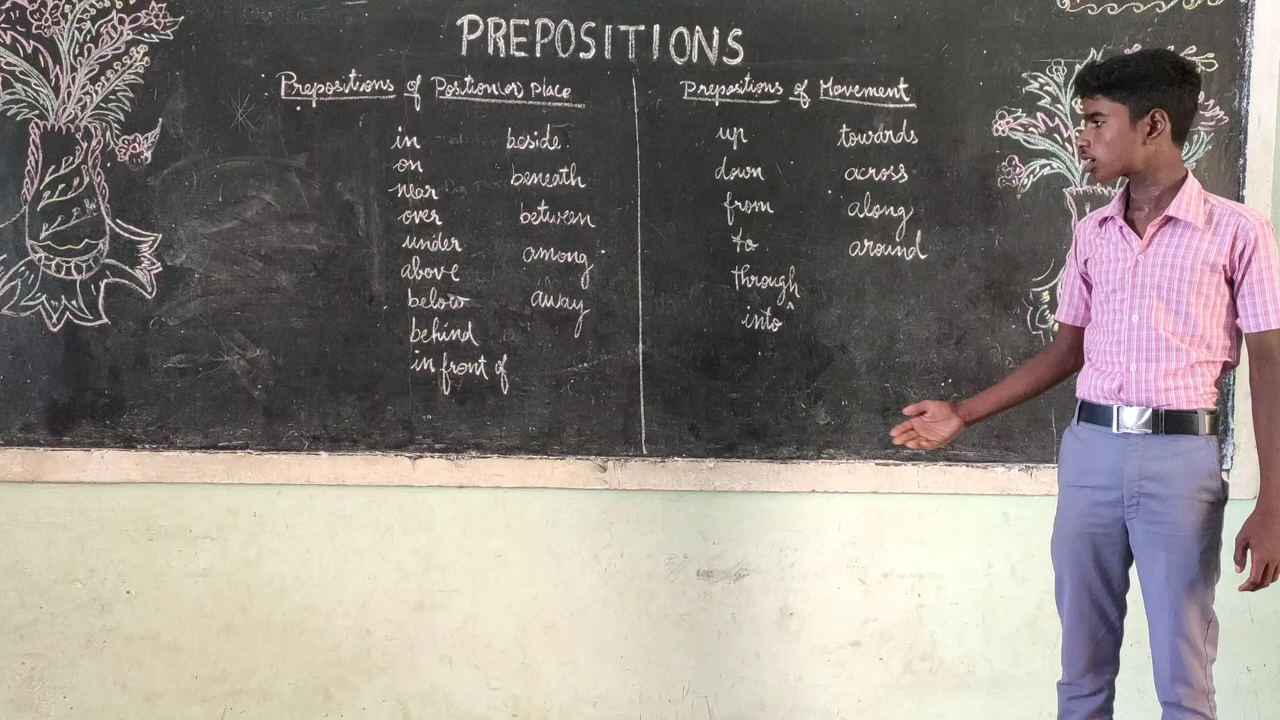 PREPOSITIONS
Prepositions of Position(or) Place
in
on
near
over
under
above
below
behind
in front of
beside
beneath
between
among
away
Prepositions of Movement
up
down
from
to
through
into
towards
across
along
around